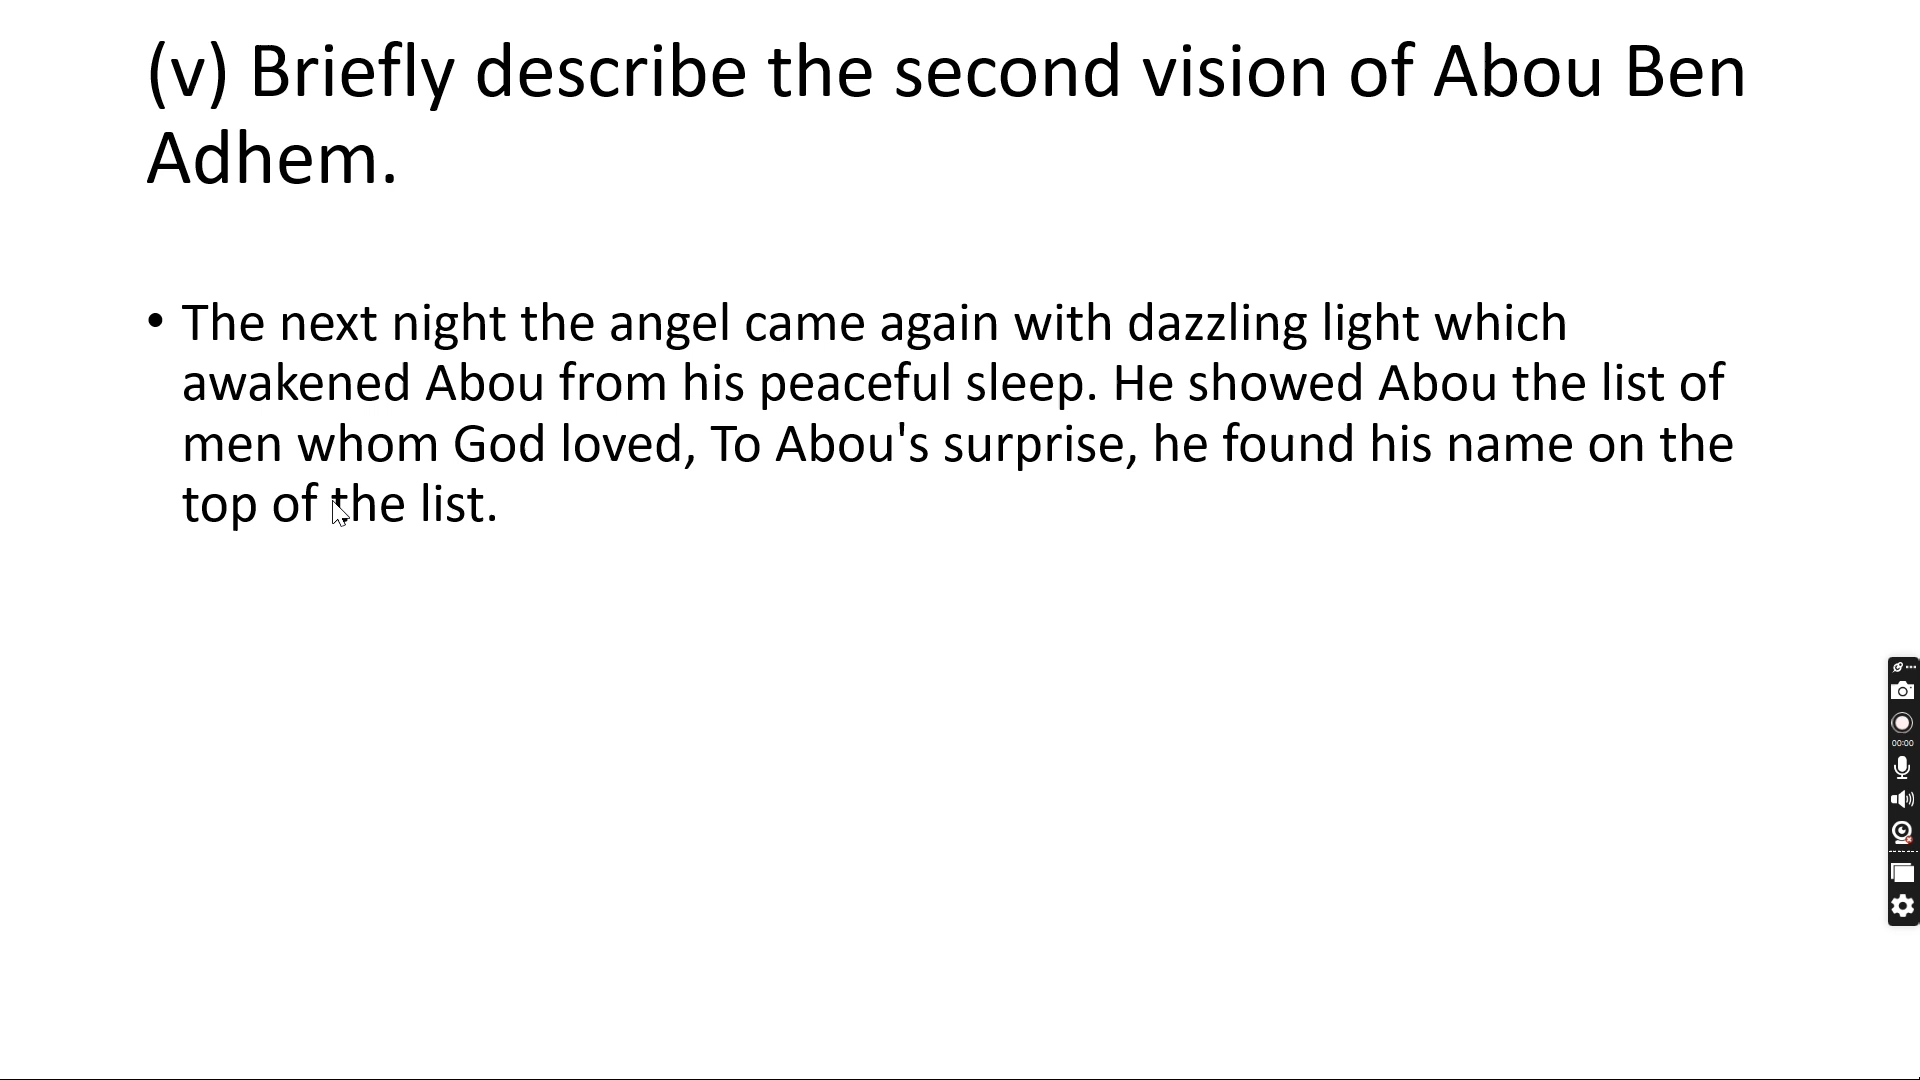 (v) Briefly describe the second vision of Abou Ben
Adhem.
• The next night the angel came again with dazzling light which
awakened Abou from his peaceful sleep. He showed Abou the list of
men whom God loved, To Abou's surprise, he found his name on the
top of the list.
00:00